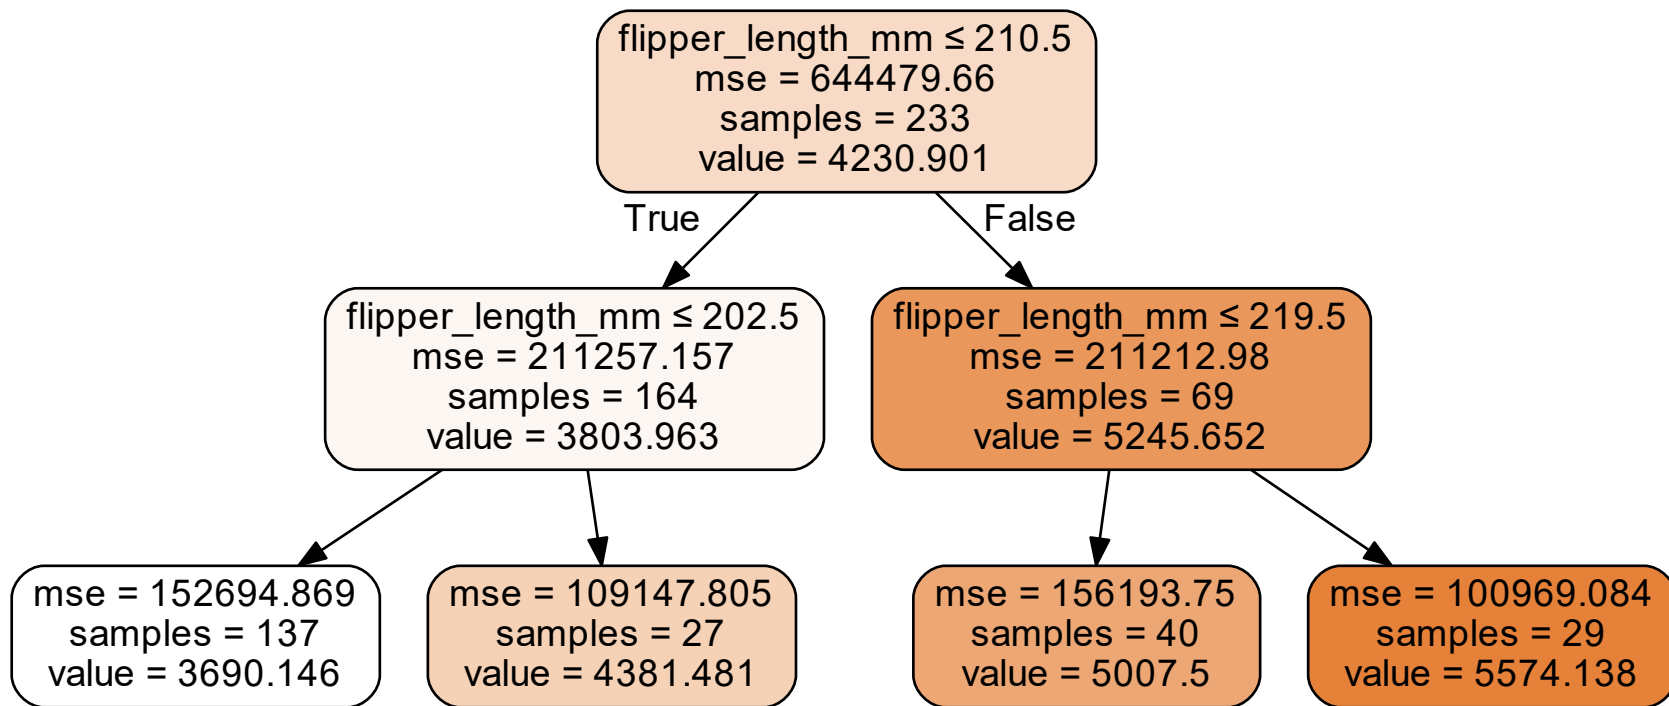 flipper_length_mm ≤ 210.5
mse = 644479.66
samples = 233
value = 4230.901
True
False
flipper_length_mm ≤ 202.5
mse = 211257.157
samples = 164
value = 3803.963
flipper_length_mm ≤ 219.5
mse = 211212.98
samples = 69
value = 5245.652
mse = 152694.869
samples = 137
value = 3690.146
mse = 109147.805
samples = 27
value = 4381.481
mse = 156193.75
samples = 40
value = 5007.5
mse = 100969.084
samples = 29
value = 5574.138